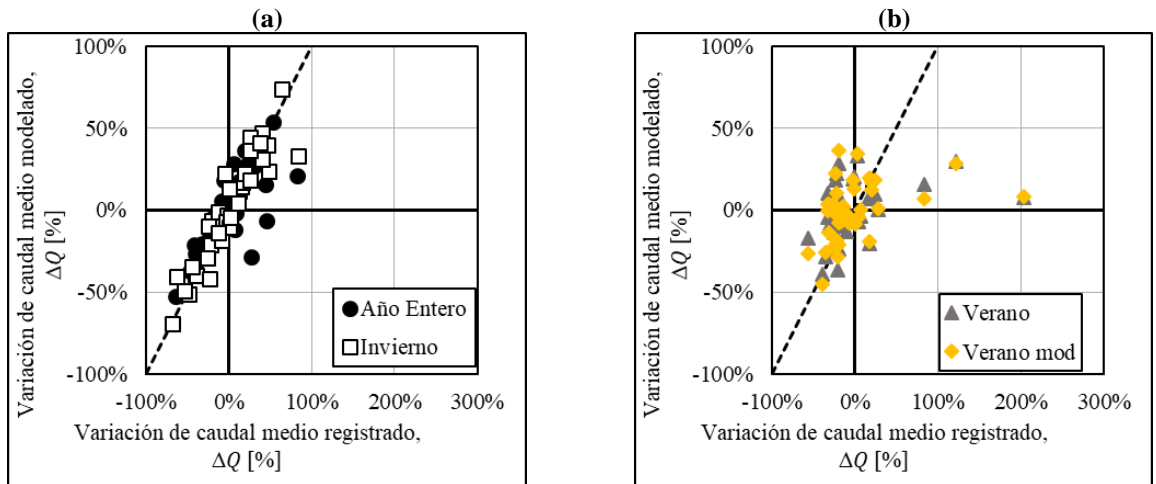 (a)
Variación de caudal medio modelado,
ΔQ [%]
100%
50%
0%
-50%
-100%
-100% 0% 100% 200% 300%
Año Entero
Invierno
Variación de caudal medio registrado,
ΔQ [%]
(b)
Variación de caudal medio modelado,
ΔQ [%]
100%
50%
0%
-50%
-100%
-100% 0% 100% 200% 300%
Verano
Verano mod
Variación de caudal medio registrado,
ΔQ [%]